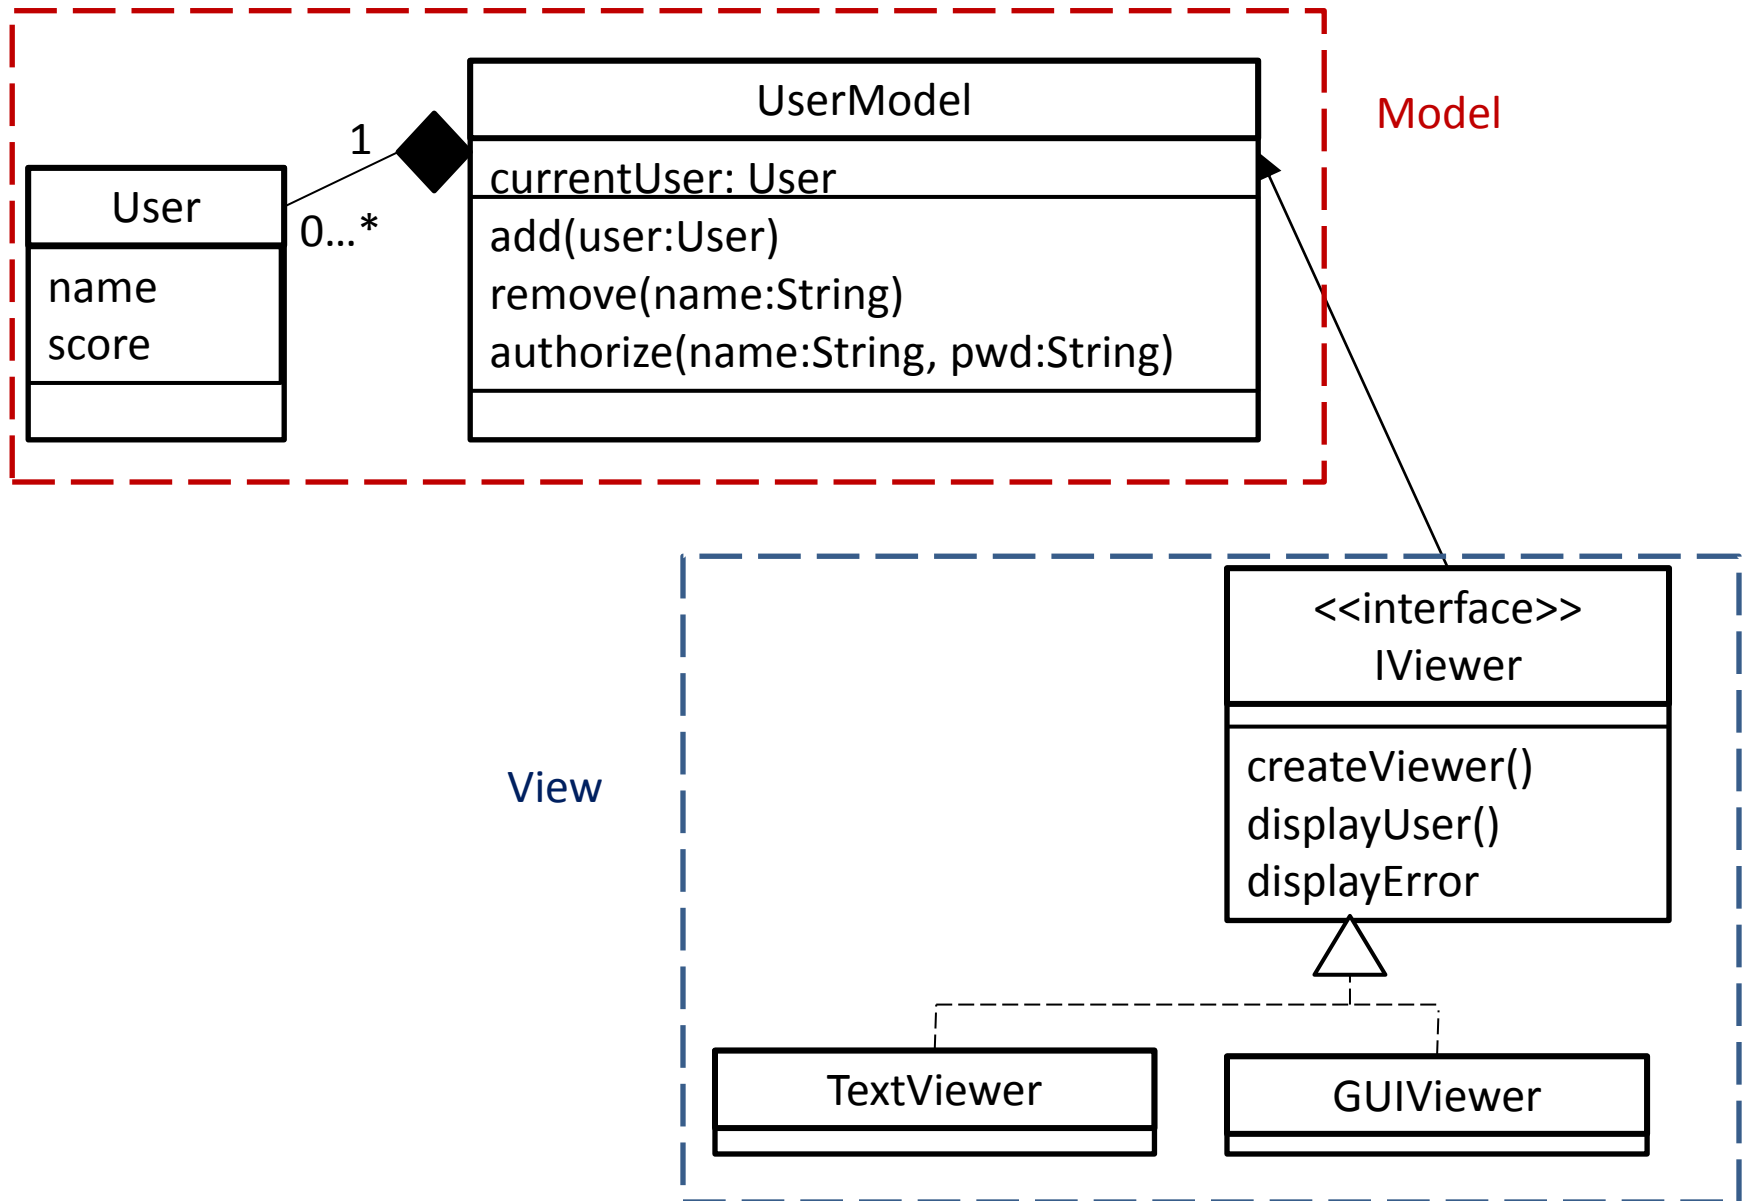 UserModel
Model
1
currentUser: User
User
0...*
add(user:User)
name
remove(name:String)
score
authorize(name:String, pwd:String)
<<interface>>
IViewer
View
createViewer()
displayUser()
displayError
TextViewer
GUIViewer